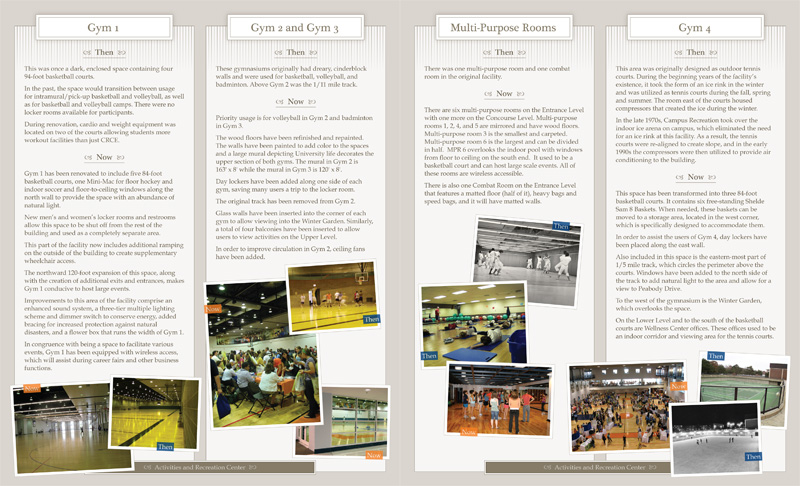 Gym 1
Then
This was once a dark, enclosed space containing four
94-foot basketball courts.
In the past, the space would transition between usage
for intramural/pick-up basketball and volleyball, as well
as for basketball and volleyball camps. There were no
locker rooms available for participants.
During renovation, cardio and weight equipment was
located on two of the courts allowing students more
workout facilities than just CRCE.
Now
Gym 1 has been renovated to include five 84-foot
basketball courts, one Mini-Mac for floor hockey and
indoor soccer and floor-to-ceiling windows along the
north wall to provide the space with an abundance of
natural light.
New men's and women's locker rooms and restrooms
allow this space to be shut off from the rest of the
building and used as a completely separate area.
This part of the facility now includes additional ramping
on the outside of the building to create supplementary
wheelchair access.
The northward 120-foot expansion of this space, along
with the creation of additional exits and entrances, makes
Gym 1 conducive to host large events.
Improvements to this area of the facility comprise an
enhanced sound system, a three-tier multiple lighting
scheme and dimmer switch to conserve energy, added
bracing for increased protection against natural
disasters, and a flower box that runs the width of Gym 1.
In congruence with being a space to facilitate various
events, Gym 1 has been equipped with wireless access,
which will assist during career fairs and other business
functions.
Now
Then
Gym 2 and Gym 3
Then
These gymnasiums originally had dreary, cinderblock
walls and were used for basketball, volleyball, and
badminton. Above Gym 2 was the 1/11 mile track.
Now
Priority usage is for volleyball in Gym 2 and badminton
in Gym 3.
The wood floors have been refinished and repainted.
The walls have been painted to add color to the spaces
and a large mural depicting University life decorates the
upper section of both gyms. The mural in Gym 2 is
163' x 8' while the mural in Gym 3 is 120' x 8'.
Day lockers have been added along one side of each
gym, saving many users a trip to the locker room.
The original track has been removed from Gym 2.
Glass walls have been inserted into the corner of each
gym to allow viewing into the Winter Garden. Similarly,
a total of four balconies have been inserted to allow
users to view activities on the Upper Level.
In order to improve circulation in Gym 2, ceiling fans
have been added.
Now
Then
Now
Activities and Recreation Center
Multi-Purpose Rooms
Then
There was one multi-purpose room and one combat
room in the original facility.
Now
There are six multi-purpose rooms on the Entrance Level
with one more on the Concourse Level. Multi-purpose
rooms 1, 2, 4, and 5 are mirrored and have wood floors.
Multi-purpose room 3 is the smallest and carpeted.
Multi-purpose room 6 is the largest and can be divided
in half. MPR 6 overlooks the indoor pool with windows
from floor to ceiling on the south end. It used to be a
basketball court and can host large scale events. All of
these rooms are wireless accessible.
There is also one Combat Room on the Entrance Level
that features a matted floor (half of it), heavy bags and
speed bags, and it will have matted walls.
Then
Then
Now
Gym 4
Then
This area was originally designed as outdoor tennis
courts. During the beginning years of the facility's
existence, it took the form of an ice rink in the winter
and was utilized as tennis courts during the fall, spring
and summer. The room east of the courts housed
compressors that created the ice during the winter.
In the late 1970s, Campus Recreation took over the
indoor ice arena on campus, which eliminated the need
for an ice rink at this facility. As a result, the tennis
courts were re-aligned to create slope, and in the early
1990s the compressors were then utilized to provide air
conditioning to the building.
Now
This space has been transformed into three 84-foot
basketball courts. It contains six free-standing Shelde
Sam 8 Baskets. When needed, these baskets can be
moved to a storage area, located in the west corner,
which is specifically designed to accommodate them.
In order to assist the users of Gym 4, day lockers have
been placed along the east wall.
Also included in this space is the eastern-most part of
1/5 mile track, which circles the perimeter above the
courts. Windows have been added to the north side of
the track to add natural light to the area and allow for a
view to Peabody Drive.
To the west of the gymnasium is the Winter Garden,
which overlooks the space.
On the Lower Level and to the south of the basketball
courts are Wellness Center offices. These offices used to be
an indoor corridor and viewing area for the tennis courts.
Now
Then
Then
Activities and Recreation Center